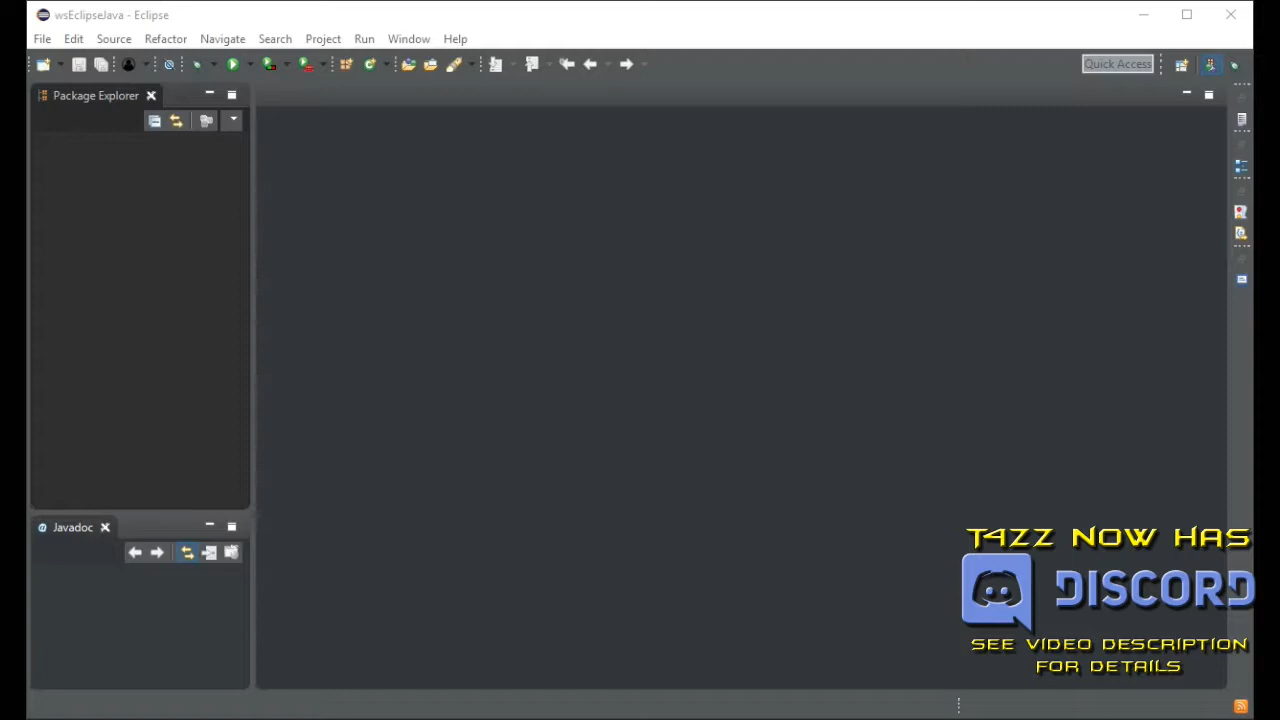 wsEclipseJava - Eclipse
File Edit Source Refactor Navigate Search Project Run Window Help
Quick Access
Package Explorer
Javadoc
T4ZZ NOW HAS
DISCORD
SEE VIDEO DESCRIPTION
FOR DETAILS